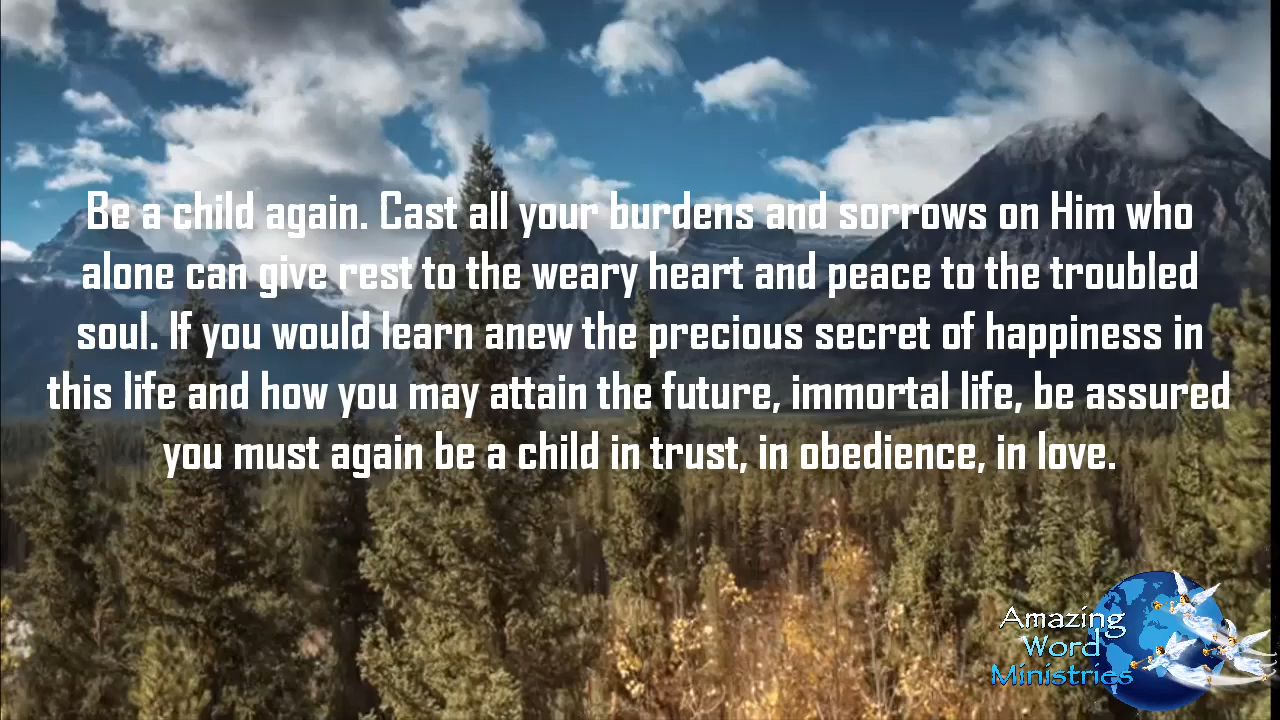 Be a child again. Cast all your burdens and sorrows on Him who
alone can give rest to the weary heart and peace to the troubled
soul. If you would learn anew the precious secret of happiness in
this life and how you may attain the future, immortal life, be assured
you must again be a child in trust, in obedience, in love.
Amazing
Word
Ministries